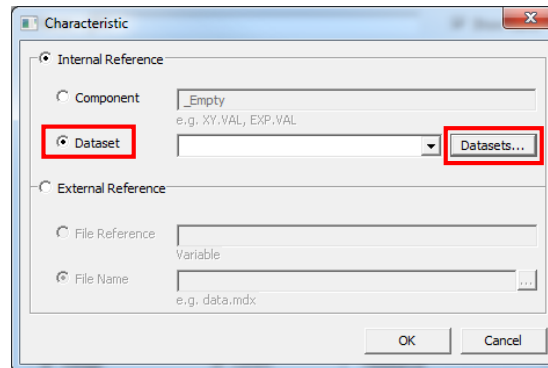 Characteristic
Internal Reference
Component _Empty
e.g. XY.VAL, EXP.VAL
Dataset Datasets...
External Reference
File Reference
Variable
File Name ...
e.g. data.mdx
OK Cancel